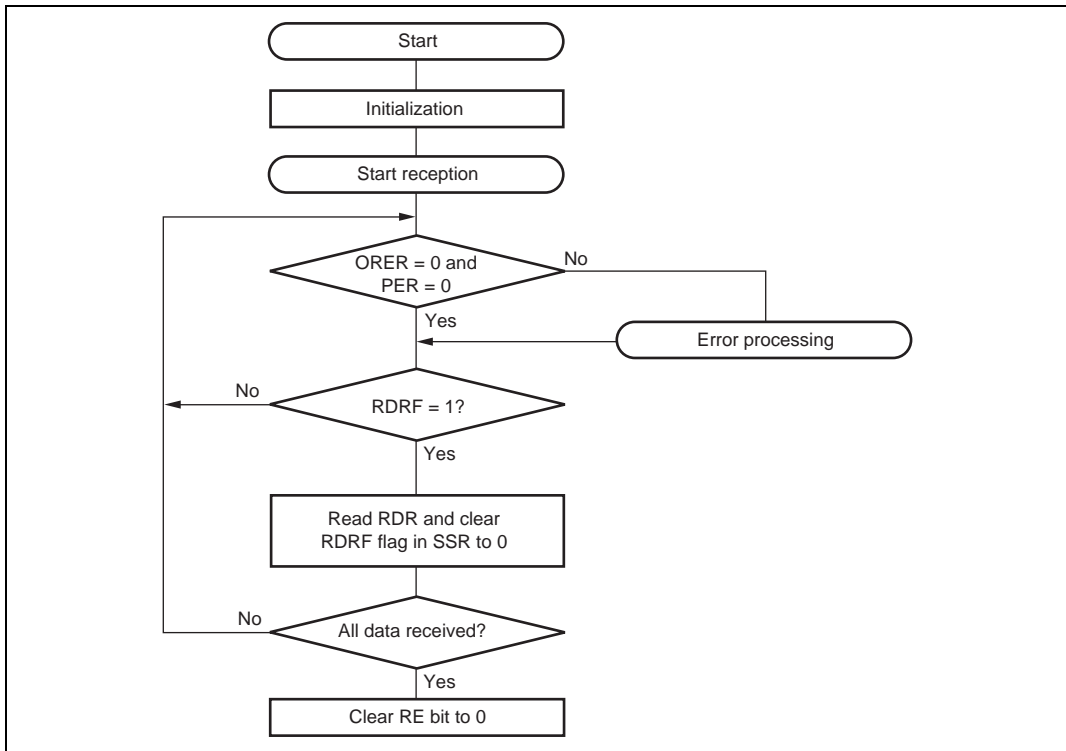 Start
Initialization
Start reception
ORER = 0 and
PER = 0
No
Yes
Error processing
No
RDRF = 1?
Yes
Read RDR and clear
RDRF flag in SSR to 0
No
All data received?
Yes
Clear RE bit to 0